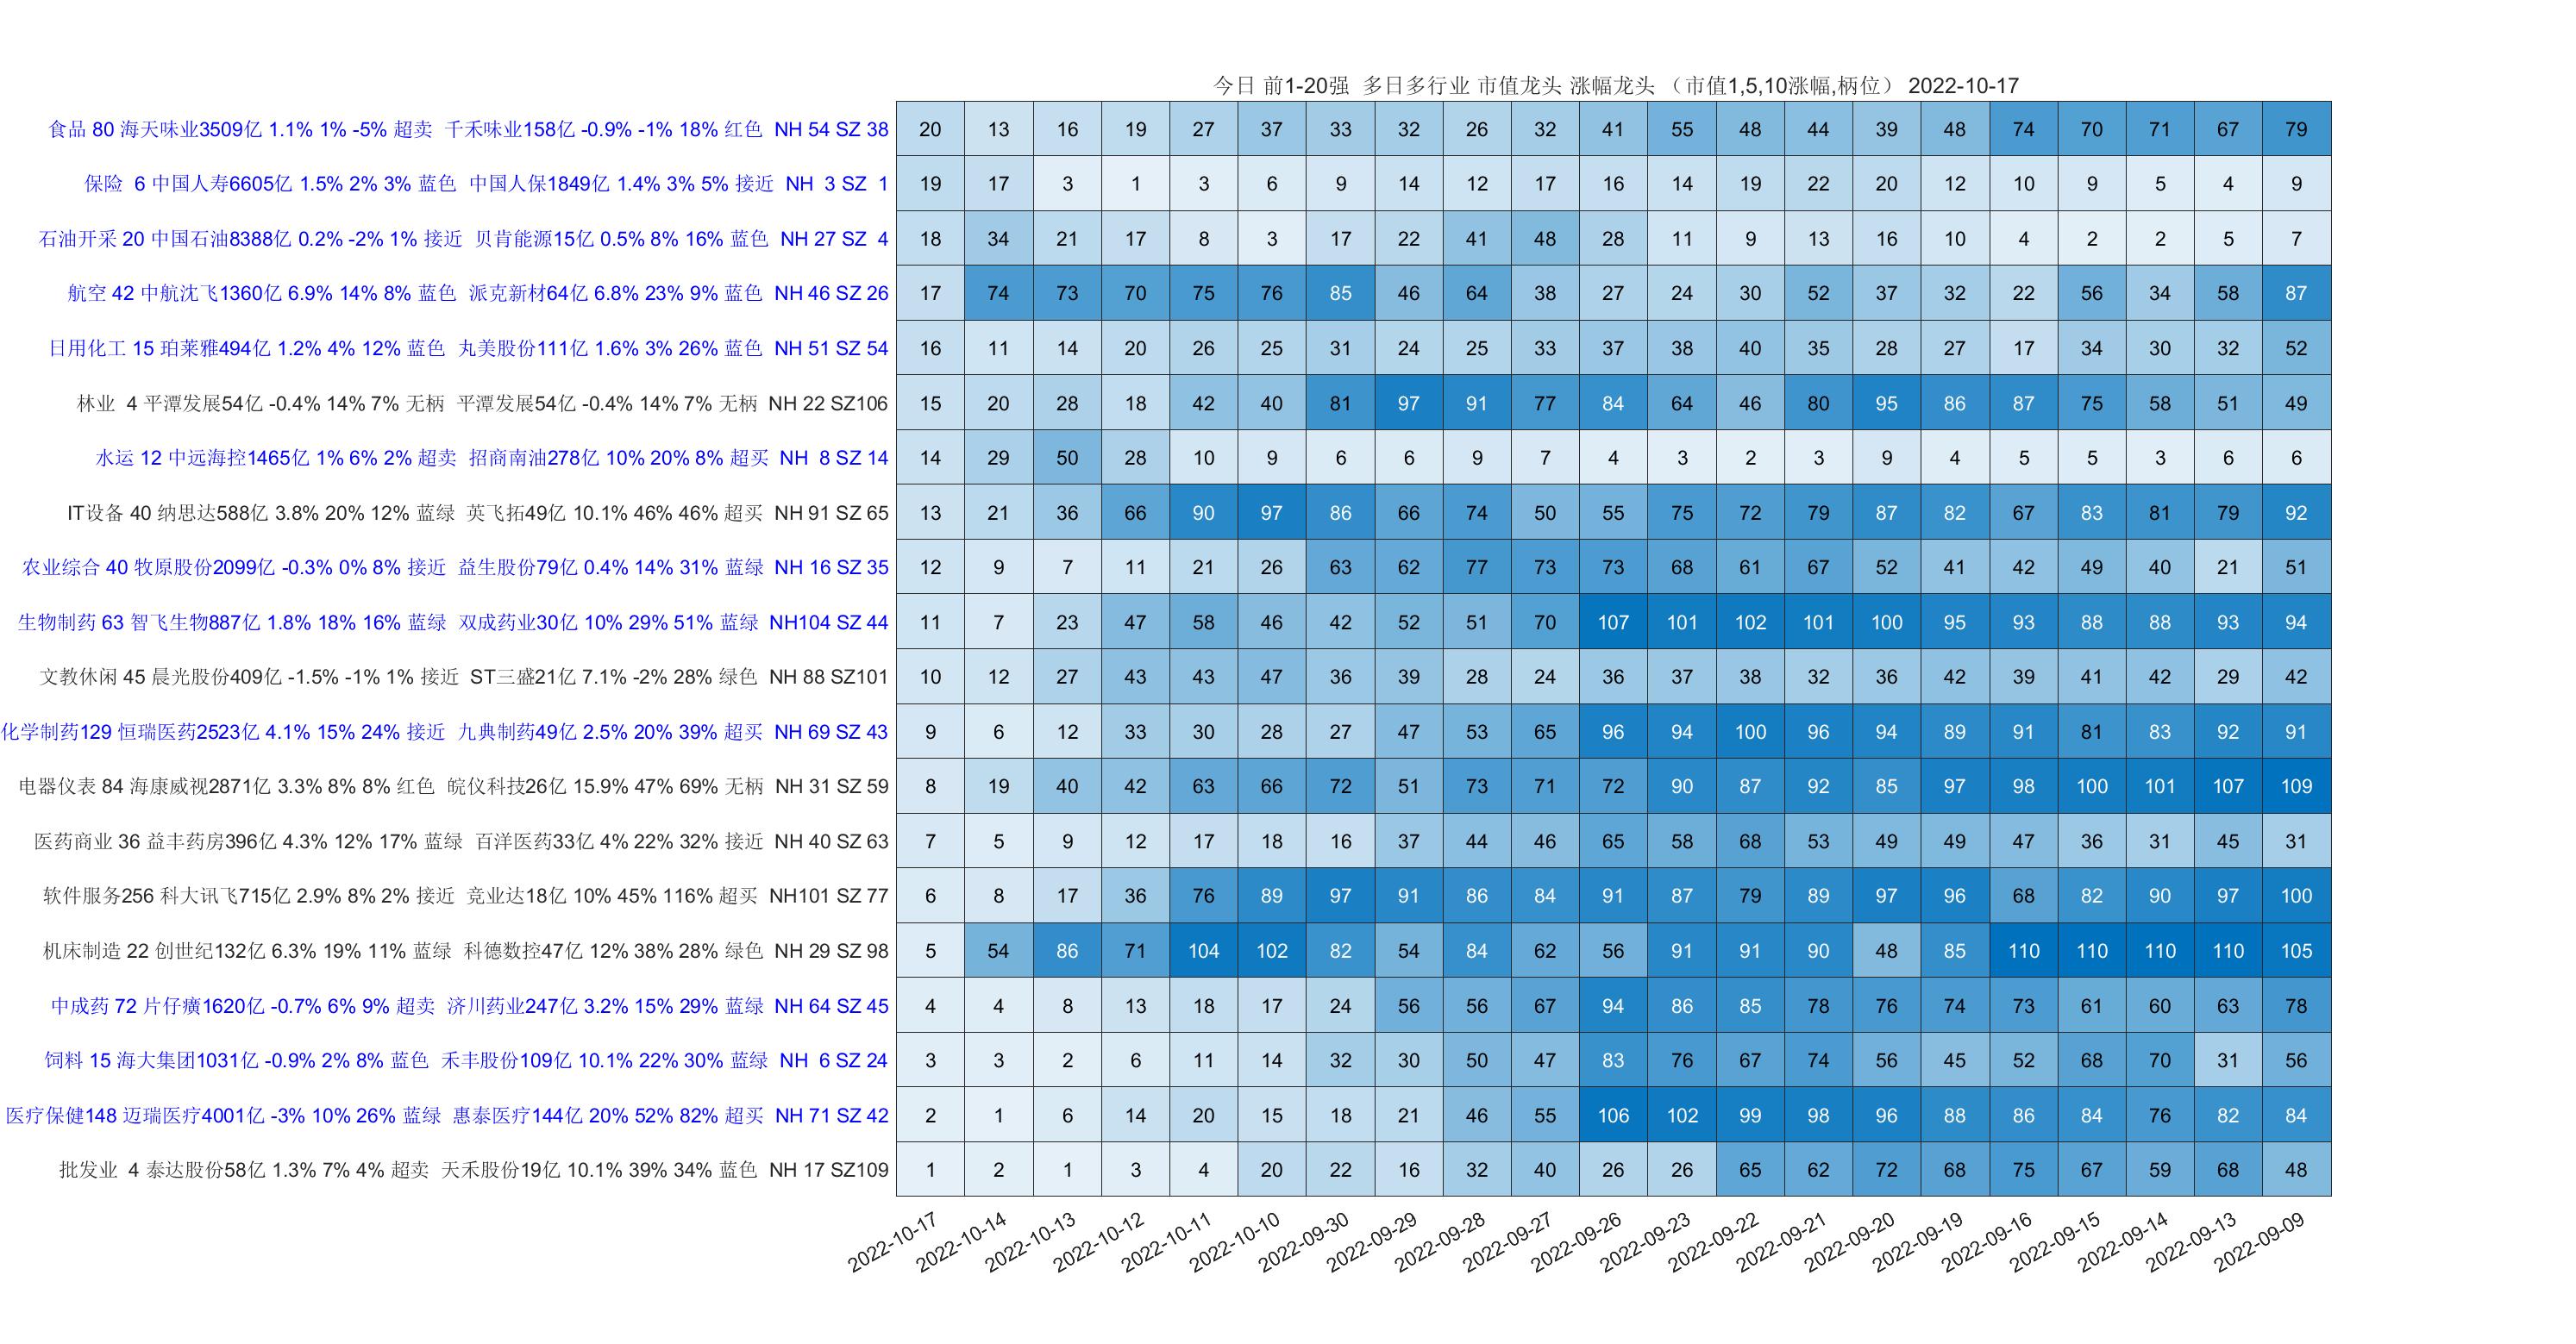 今日 前1-20强 多日多行业 市值龙头 涨幅龙头 （市值1,5,10涨幅,柄位） 2022-10-17
食品 80 海天味业3509亿 1.1% 1% -5% 超卖 千禾味业158亿 -0.9% -1% 18% 红色 NH 54 SZ 38 20 13 16 19 27 37 33 32 26 32 41 55 48 44 39 48 74 70 71 67 79
保险 6 中国人寿6605亿 1.5% 2% 3% 蓝色 中国人保1849亿 1.4% 3% 5% 接近 NH 3 SZ 1 19 17 3 1 3 6 9 14 12 17 16 14 19 22 20 12 10 9 5 4 9
石油开采 20 中国石油8388亿 0.2% -2% 1% 接近 贝肯能源15亿 0.5% 8% 16% 蓝色 NH 27 SZ 4 18 34 21 17 8 3 17 22 41 48 28 11 9 13 16 10 4 2 2 5 7
航空 42 中航沈飞1360亿 6.9% 14% 8% 蓝色 派克新材64亿 6.8% 23% 9% 蓝色 NH 46 SZ 26 17 74 73 70 75 76 85 46 64 38 27 24 30 52 37 32 22 56 34 58 87
日用化工 15 珀莱雅494亿 1.2% 4% 12% 蓝色 丸美股份111亿 1.6% 3% 26% 蓝色 NH 51 SZ 54 16 11 14 20 26 25 31 24 25 33 37 38 40 35 28 27 17 34 30 32 52
林业 4 平潭发展54亿 -0.4% 14% 7% 无柄 平潭发展54亿 -0.4% 14% 7% 无柄 NH 22 SZ106 15 20 28 18 42 40 81 97 91 77 84 64 46 80 95 86 87 75 58 51 49
水运 12 中远海控1465亿 1% 6% 2% 超卖 招商南油278亿 10% 20% 8% 超买 NH 8 SZ 14 14 29 50 28 10 9 6 6 9 7 4 3 2 3 9 4 5 5 3 6 6
IT设备 40 纳思达588亿 3.8% 20% 12% 蓝绿 英飞拓49亿 10.1% 46% 46% 超买 NH 91 SZ 65 13 21 36 66 90 97 86 66 74 50 55 75 72 79 87 82 67 83 81 79 92
农业综合 40 牧原股份2099亿 -0.3% 0% 8% 接近 益生股份79亿 0.4% 14% 31% 蓝绿 NH 16 SZ 35 12 9 7 11 21 26 63 62 77 73 73 68 61 67 52 41 42 49 40 21 51
生物制药 63 智飞生物887亿 1.8% 18% 16% 蓝绿 双成药业30亿 10% 29% 51% 蓝绿 NH104 SZ 44 11 7 23 47 58 46 42 52 51 70 107 101 102 101 100 95 93 88 88 93 94
文教休闲 45 晨光股份409亿 -1.5% -1% 1% 接近 ST三盛21亿 7.1% -2% 28% 绿色 NH 88 SZ101 10 12 27 43 43 47 36 39 28 24 36 37 38 32 36 42 39 41 42 29 42
化学制药129 恒瑞医药2523亿 4.1% 15% 24% 接近 九典制药49亿 2.5% 20% 39% 超买 NH 69 SZ 43 9 6 12 33 30 28 27 47 53 65 96 94 100 96 94 89 91 81 83 92 91
电器仪表 84 海康威视2871亿 3.3% 8% 8% 红色 皖仪科技26亿 15.9% 47% 69% 无柄 NH 31 SZ 59 8 19 40 42 63 66 72 51 73 71 72 90 87 92 85 97 98 100 101 107 109
医药商业 36 益丰药房396亿 4.3% 12% 17% 蓝绿 百洋医药33亿 4% 22% 32% 接近 NH 40 SZ 63 7 5 9 12 17 18 16 37 44 46 65 58 68 53 49 49 47 36 31 45 31
软件服务256 科大讯飞715亿 2.9% 8% 2% 接近 竞业达18亿 10% 45% 116% 超买 NH101 SZ 77 6 8 17 36 76 89 97 91 86 84 91 87 79 89 97 96 68 82 90 97 100
机床制造 22 创世纪132亿 6.3% 19% 11% 蓝绿 科德数控47亿 12% 38% 28% 绿色 NH 29 SZ 98 5 54 86 71 104 102 82 54 84 62 56 91 91 90 48 85 110 110 110 110 105
中成药 72 片仔癀1620亿 -0.7% 6% 9% 超卖 济川药业247亿 3.2% 15% 29% 蓝绿 NH 64 SZ 45 4 4 8 13 18 17 24 56 56 67 94 86 85 78 76 74 73 61 60 63 78
饲料 15 海大集团1031亿 -0.9% 2% 8% 蓝色 禾丰股份109亿 10.1% 22% 30% 蓝绿 NH 6 SZ 24 3 3 2 6 11 14 32 30 50 47 83 76 67 74 56 45 52 68 70 31 56
医疗保健148 迈瑞医疗4001亿 -3% 10% 26% 蓝绿 惠泰医疗144亿 20% 52% 82% 超买 NH 71 SZ 42 2 1 6 14 20 15 18 21 46 55 106 102 99 98 96 88 86 84 76 82 84
批发业 4 泰达股份58亿 1.3% 7% 4% 超卖 天禾股份19亿 10.1% 39% 34% 蓝色 NH 17 SZ109 1 2 1 3 4 20 22 16 32 40 26 26 65 62 72 68 75 67 59 68 48
2022-10-17 2022-10-14 2022-10-13 2022-10-12 2022-10-11 2022-10-10 2022-09-30 2022-09-29 2022-09-28 2022-09-27 2022-09-26 2022-09-23 2022-09-22 2022-09-21 2022-09-20 2022-09-19 2022-09-16 2022-09-15 2022-09-14 2022-09-13 2022-09-09